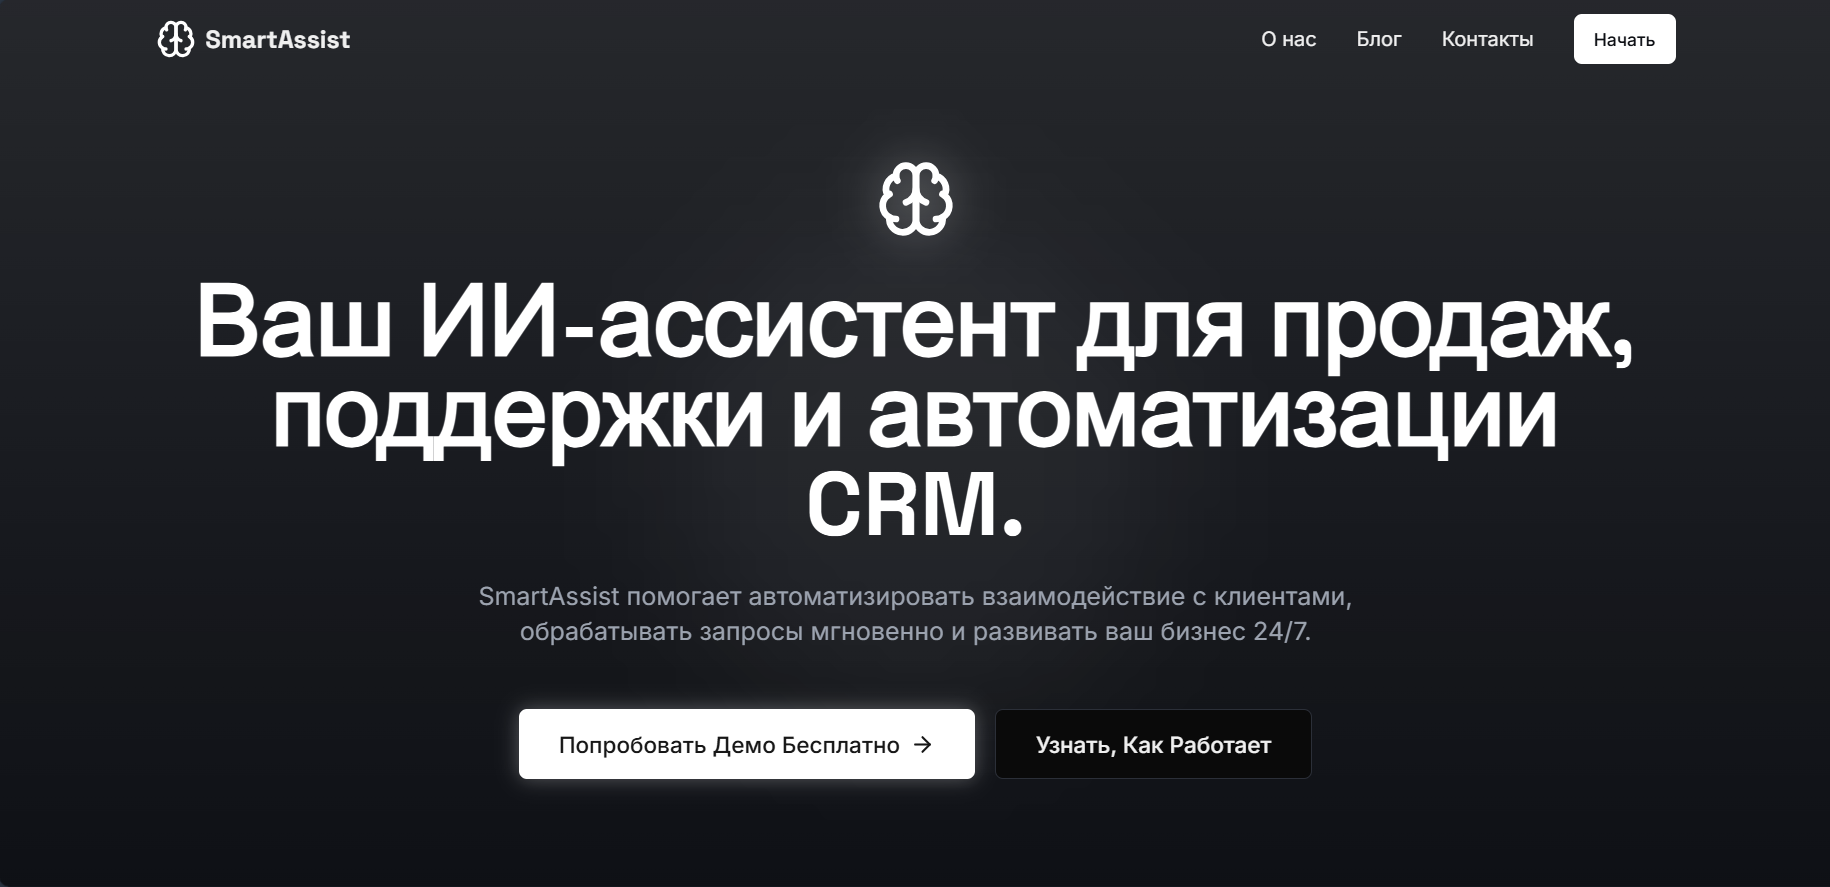 SmartAssist
О нас
Блог
Контакты
Начать
Ваш ИИ-ассистент для продаж,
поддержки и автоматизации
CRM.
SmartAssist помогает автоматизировать взаимодействие с клиентами,
обрабатывать запросы мгновенно и развивать ваш бизнес 24/7.
Попробовать Демо Бесплатно →
Узнать, Как Работает